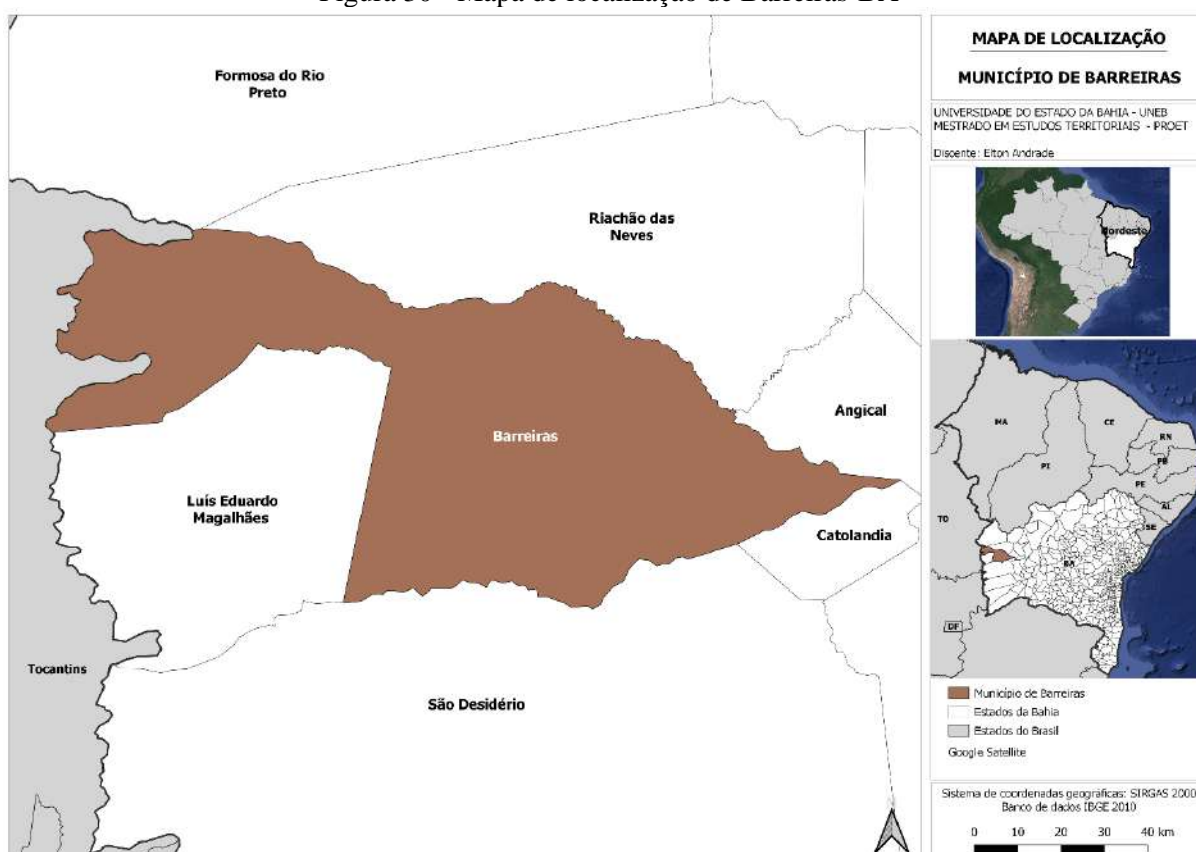 Figura 30 - Mapa de localização de Barreiras-BA
Formosa do Rio
Preto
Riachão das
Neves
Angical
Barreiras
Luís Eduardo
Magalhães
Catolandia
Tocantins
São Desidério
MAPA DE LOCALIZAÇÃO
MUNICÍPIO DE BARREIRAS
UNIVERSIDADE DO ESTADO DA BAHIA - UNEB
MESTRADO EM ESTUDOS TERRITORIAIS - PROET
Discente: Elton Andrade
Nordeste
MA
CE
RN
PB
PI
PE
AL
SE
TO
BA
DF
Município de Barreiras
Estados da Bahia
Estados do Brasil
Google Satellite
Sistema de coordenadas geográficas: SIRGAS 2000
Banco de dados IBGE 2010
0 10 20 30 40 km